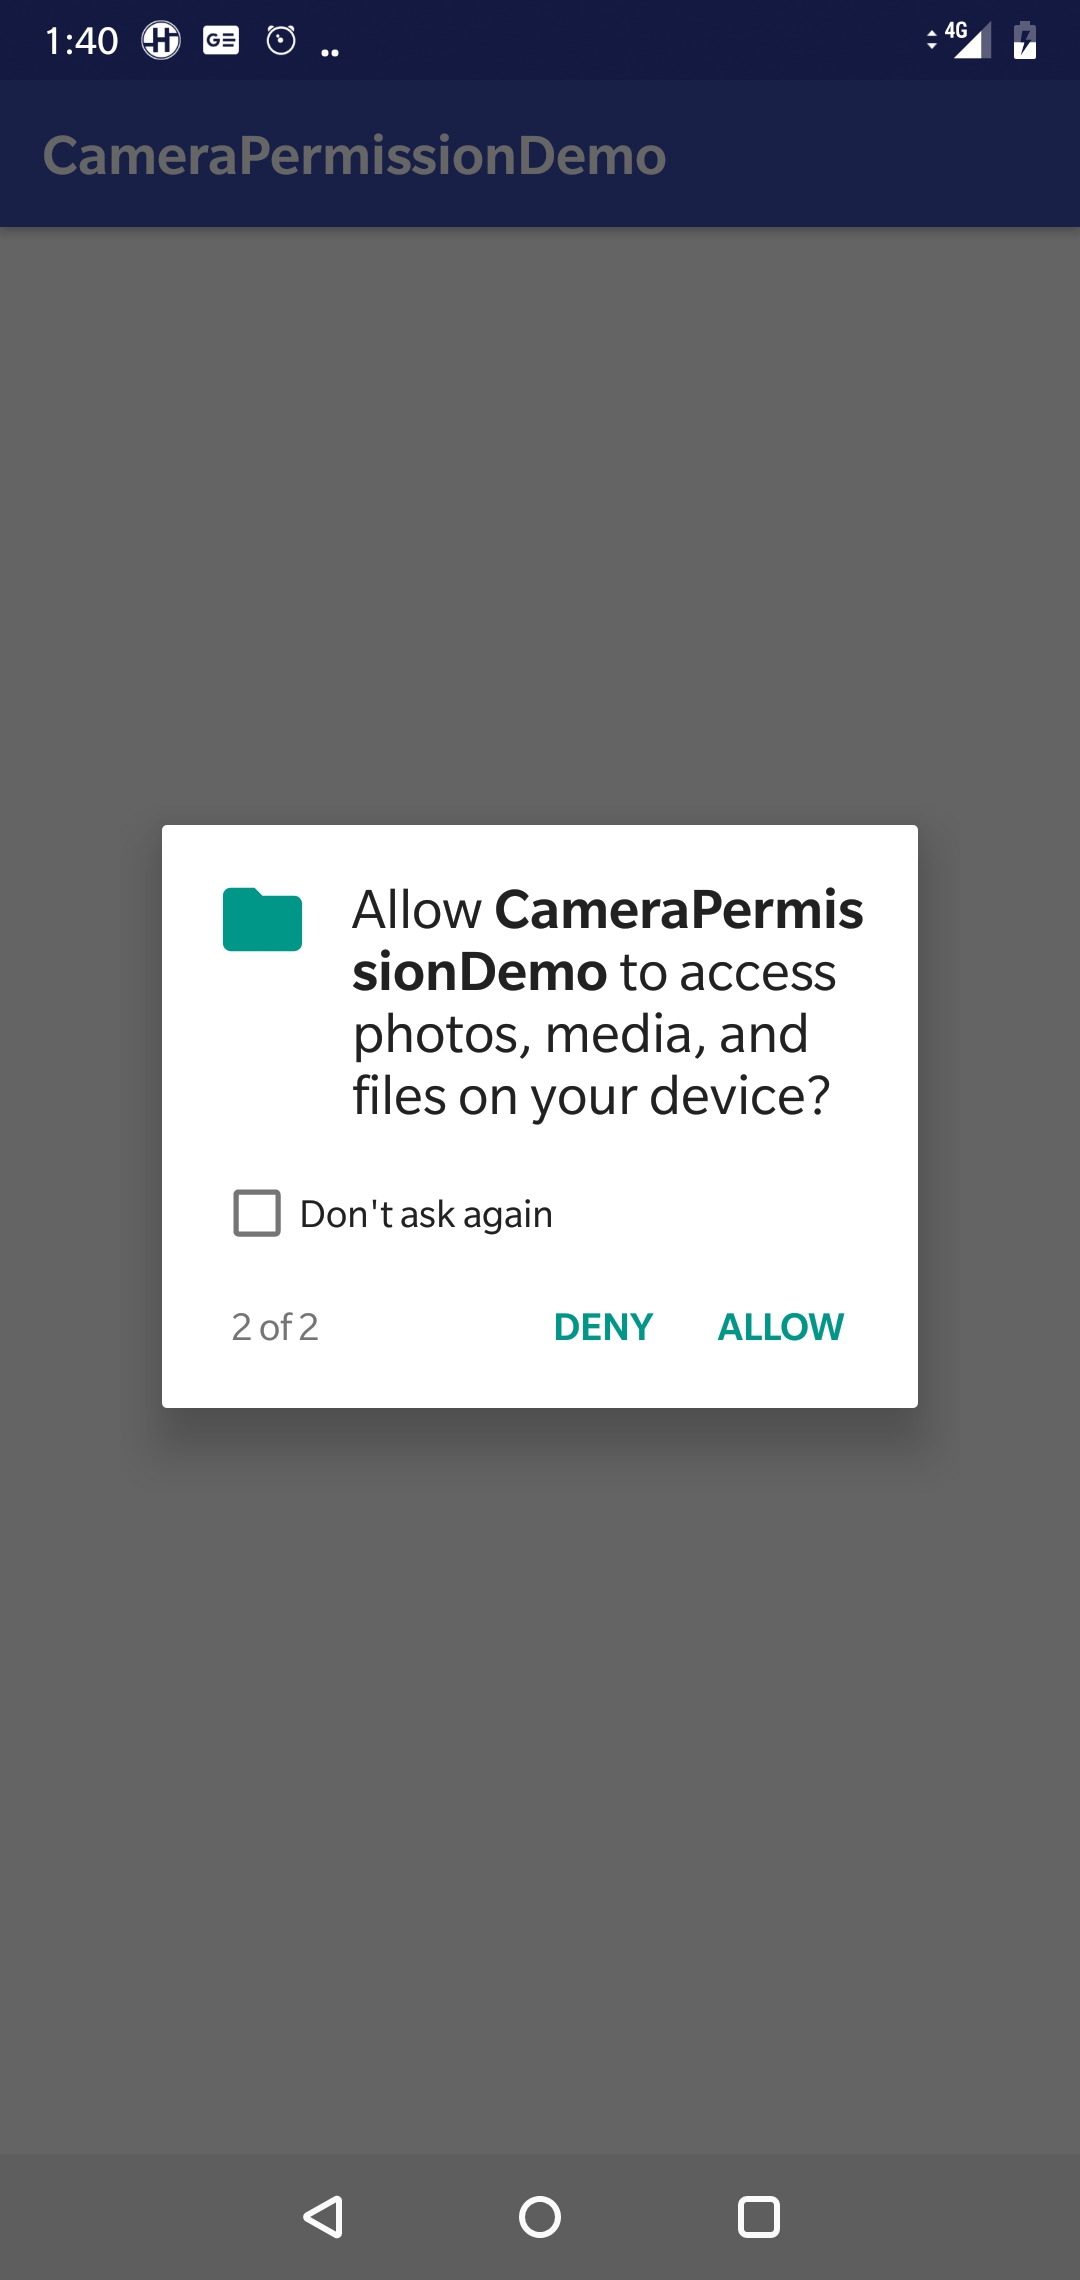 1:40
GE
4G
CameraPermissionDemo
Allow CameraPermis
sionDemo to access
photos, media, and
files on your device?
Don't ask again
2 of 2 DENY ALLOW